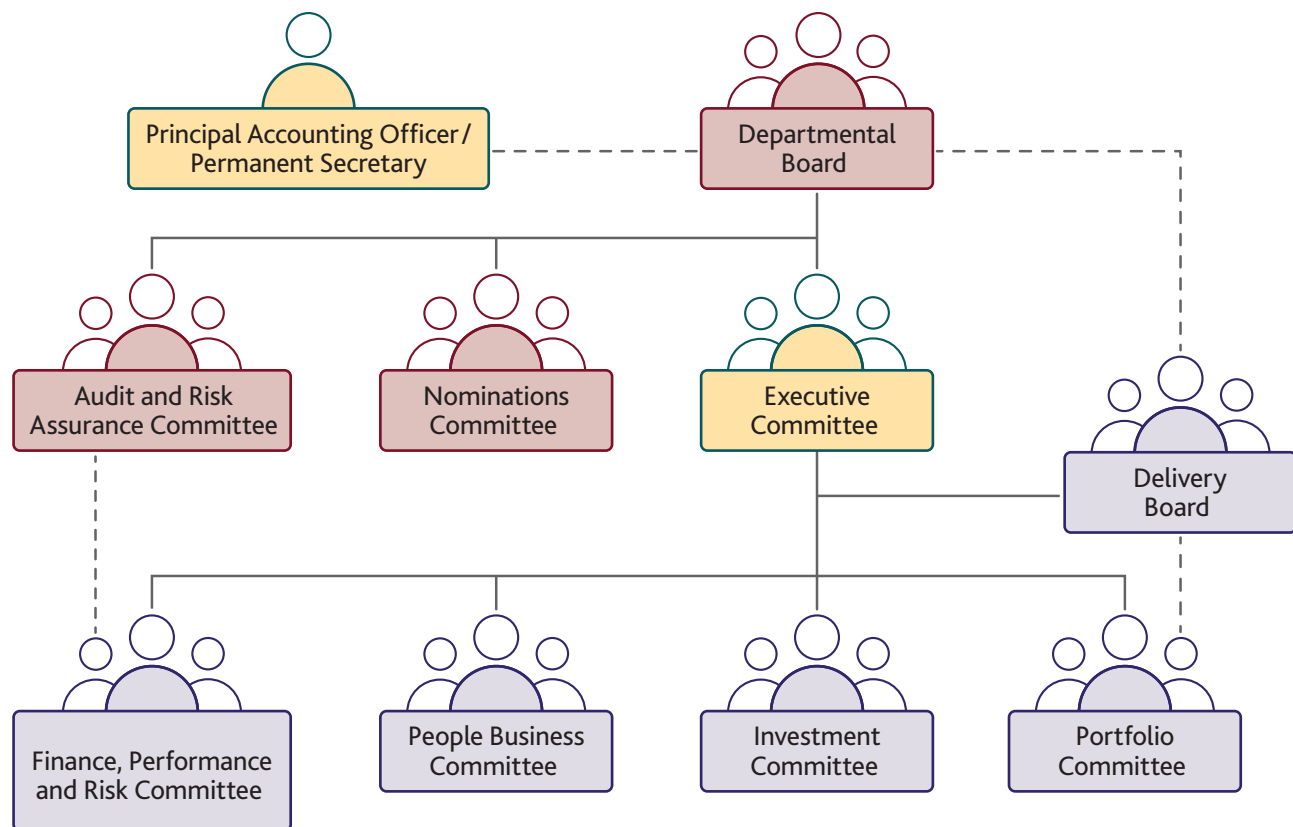 Principal Accounting Officer/
Permanent Secretary
Departmental
Board
Audit and Risk
Assurance Committee
Nominations
Committee
Executive
Committee
Delivery
Board
Finance, Performance
and Risk Committee
People Business
Committee
Investment
Committee
Portfolio
Committee